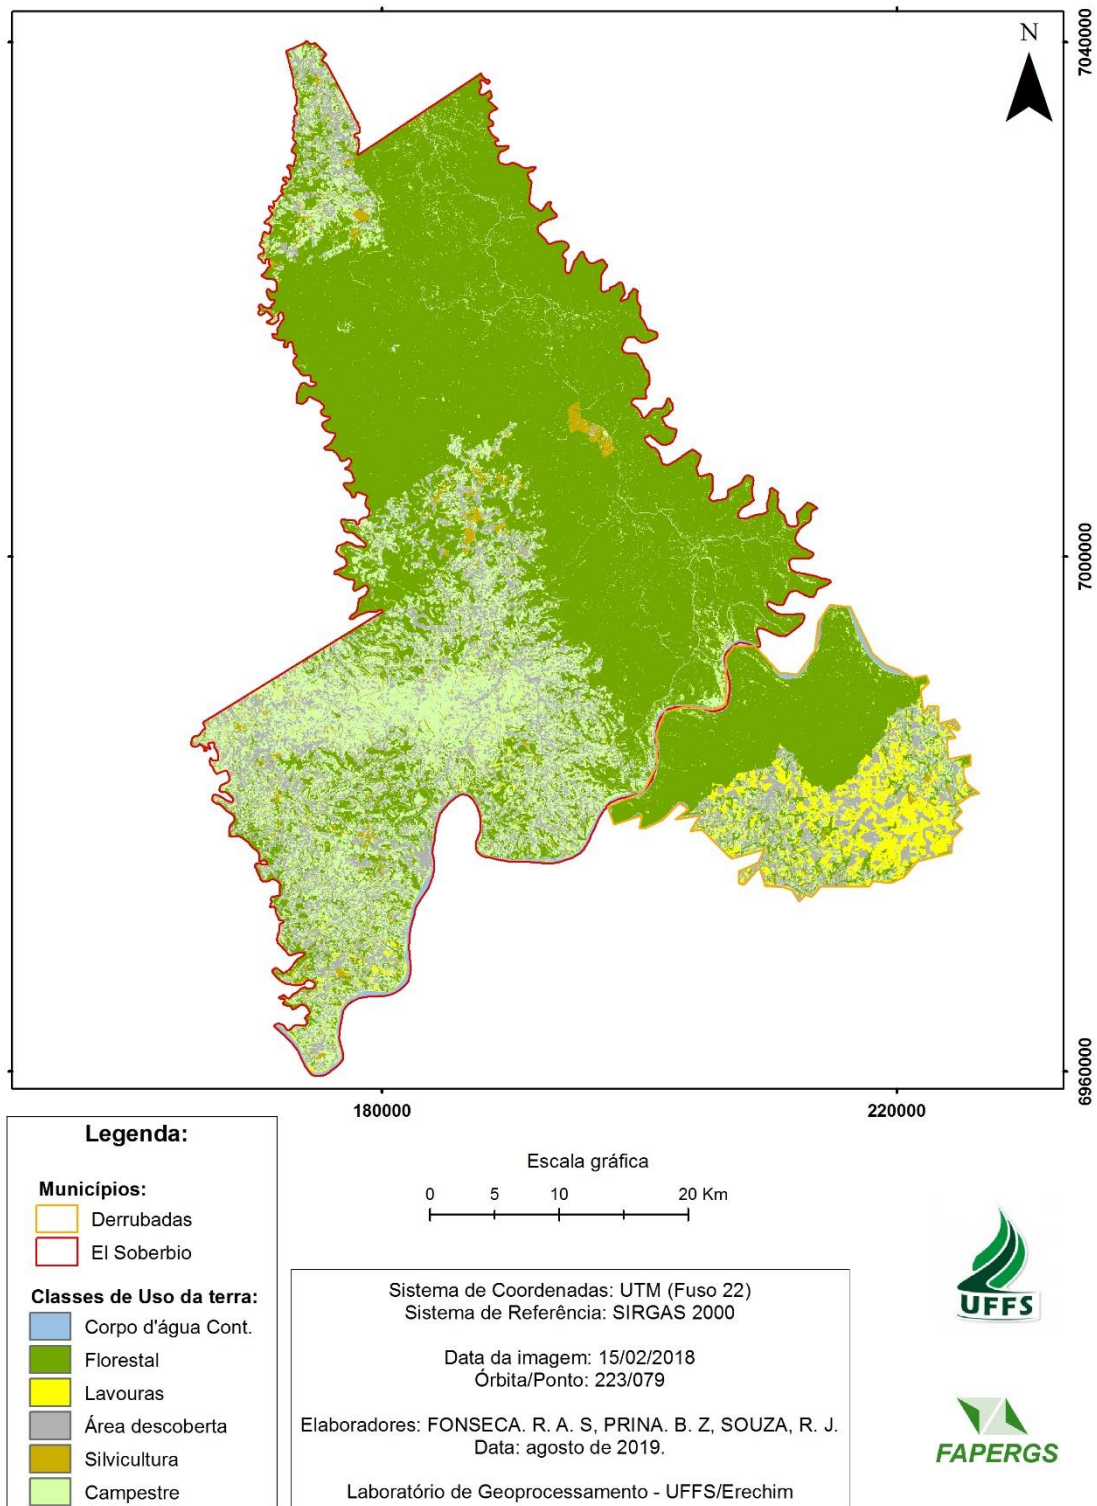 N
7040000
7000000
6960000
180000
220000
Legenda:
Municípios:
Derrubadas
El Soberbio
Classes de Uso da terra:
Corpo d'água Cont.
Florestal
Lavouras
Área descoberta
Silvicultura
Campestre
Escala gráfica
0 5 10 20 Km
Sistema de Coordenadas: UTM (Fuso 22)
Sistema de Referência: SIRGAS 2000
Data da imagem: 15/02/2018
Órbita/Ponto: 223/079
Elaboradores: FONSECA. R. A. S, PRINA. B. Z, SOUZA, R. J.
Data: agosto de 2019.
Laboratório de Geoprocessamento - UFFS/Erechim
UFFS
FAPERGS